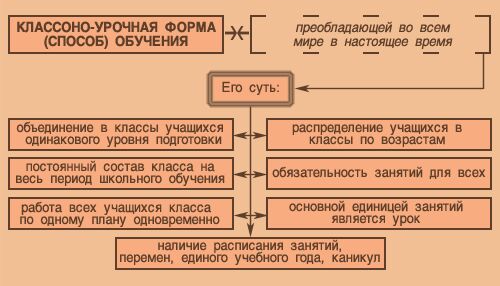 КЛАССОНО-УРОЧНАЯ ФОРМА
(СПОСОБ) ОБУЧЕНИЯ
преобладающей во всем
мире в настоящее время
Его суть:
объединение в классы учащихся
одинакового уровня подготовки
распределение учащихся в
классы по возрастам
постоянный состав класса на
весь период школьного обучения
обязательность занятий для всех
работа всех учащихся класса
по одному плану одновременно
основной единицей занятий
является урок
наличие расписания занятий,
перемен, единого учебного года, каникул